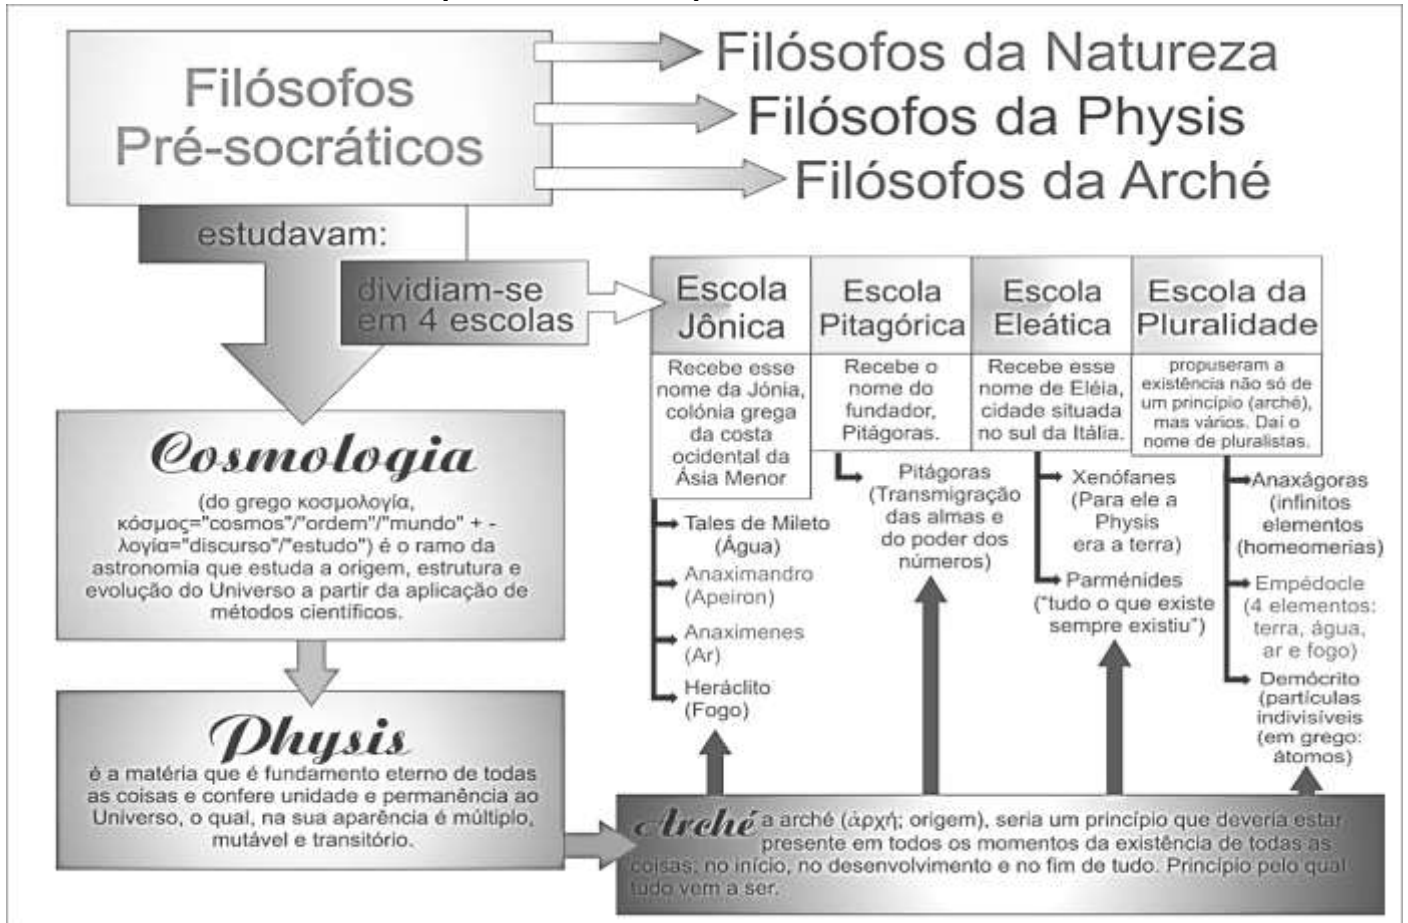 Filósofos
Pré-socráticos
Filósofos da Natureza
Filósofos da Physis
Filósofos da Arché
estudavam:
dividiam-se
em 4 escolas
Escola
Jônica
Recebe esse
nome da Jónia,
colónia grega
da costa
ocidental da
Ásia Menor
Tales de Mileto
(Água)
Anaximandro
(Apeiron)
Anaximenes
(Ar)
Heráclito
(Fogo)
Escola
Pitagórica
Recebe o
nome do
fundador,
Pitágoras.
Pitágoras
(Transmigração
das almas e
do poder dos
números)
Escola
Eleática
Recebe esse
nome de Eléia,
cidade situada
no sul da Itália.
Xenófanes
(Para ele a
Physis
era a terra)
Parménides
("tudo o que existe
sempre existiu")
Escola da
Pluralidade
propuseram a
existência não só de
um princípio (arché),
mas vários. Daí o
nome de pluralistas.
Anaxágoras
(infinitos
elementos
(homeomerias)
Empédocle
(4 elementos:
terra, água,
ar e fogo)
Demócrito
(partículas
indivisíveis
(em grego:
átomos)
Cosmologia
(do grego κοσμολογία,
κόσμος="cosmos"/"ordem"/"mundo" + -
λογία="discurso"/"estudo") é o ramo da
astronomia que estuda a origem, estrutura e
evolução do Universo a partir da aplicação de
métodos científicos.
Physis
é a matéria que é fundamento eterno de todas
as coisas e confere unidade e permanência ao
Universo, o qual, na sua aparência é múltiplo,
mutável e transitório.
Arché a arché (ἀρχή; origem), seria um princípio que deveria estar
presente em todos os momentos da existência de todas as
coisas; no início, no desenvolvimento e no fim de tudo. Princípio pelo qual
tudo vem a ser.